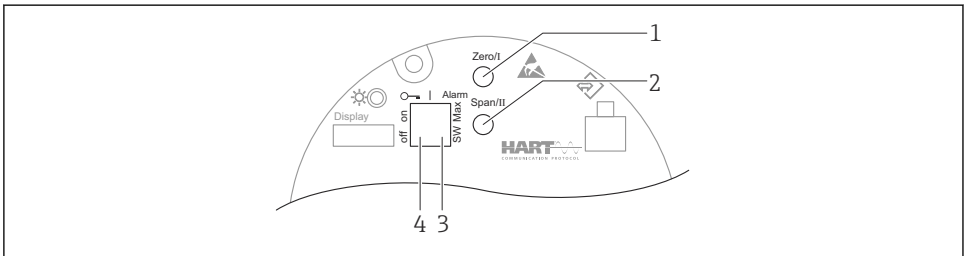 1
Zero/I
2
Alarm
Span/II
Display
on
off
SW Max
HART
COMMUNICATION PROTOCOL
4 3